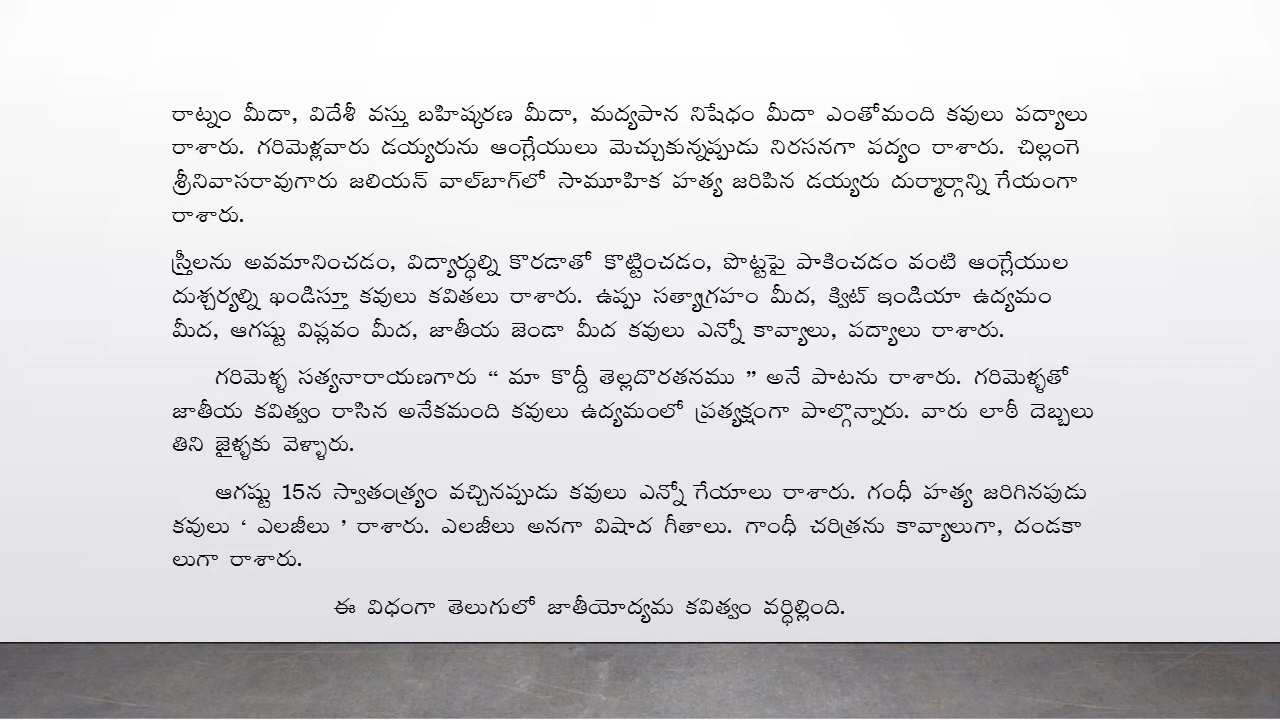 రాట్నం మీదా, విదేశీ వస్తు బహిష్కరణ మీదా, మద్యపాన నిషేధం మీదా ఎంతోమంది కవులు పద్యాలు
రాశారు. గరిమెళ్లవారు డయ్యరును ఆంగ్లేయులు మెచ్చుకున్నప్పుడు నిరసనగా పద్యం రాశారు. చిల్లంగె
శ్రీనివాసరావుగారు జలియన్ వాల్‌బాగ్‌లో సామూహిక హత్య జరిపిన డయ్యరు దుర్మార్గాన్ని గేయంగా
రాశారు.
స్త్రీలను అవమానించడం, విద్యార్థుల్ని కొరడాతో కొట్టించడం, పొట్టపై పాకించడం వంటి ఆంగ్లేయుల
దుశ్చర్యల్ని ఖండిస్తూ కవులు కవితలు రాశారు. ఉప్పు సత్యాగ్రహం మీద, క్విట్ ఇండియా ఉద్యమం
మీద, ఆగష్టు విప్లవం మీద, జాతీయ జెండా మీద కవులు ఎన్నో కావ్యాలు, పద్యాలు రాశారు.
గరిమెళ్ళ సత్యనారాయణగారు “ మా కొద్దీ తెల్లదొరతనము ” అనే పాటను రాశారు. గరిమెళ్ళతో
జాతీయ కవిత్వం రాసిన అనేకమంది కవులు ఉద్యమంలో ప్రత్యక్షంగా పాల్గొన్నారు. వారు లాఠీ దెబ్బలు
తిని జైళ్ళకు వెళ్ళారు.
ఆగష్టు 15న స్వాతంత్ర్యం వచ్చినప్పుడు కవులు ఎన్నో గేయాలు రాశారు. గంధీ హత్య జరిగినపుడు
కవులు ‘ ఎలజీలు ’ రాశారు. ఎలజీలు అనగా విషాద గీతాలు. గాంధీ చరిత్రను కావ్యాలుగా, దండకా
లుగా రాశారు.
ఈ విధంగా తెలుగులో జాతీయోద్యమ కవిత్వం వర్ధిల్లింది.